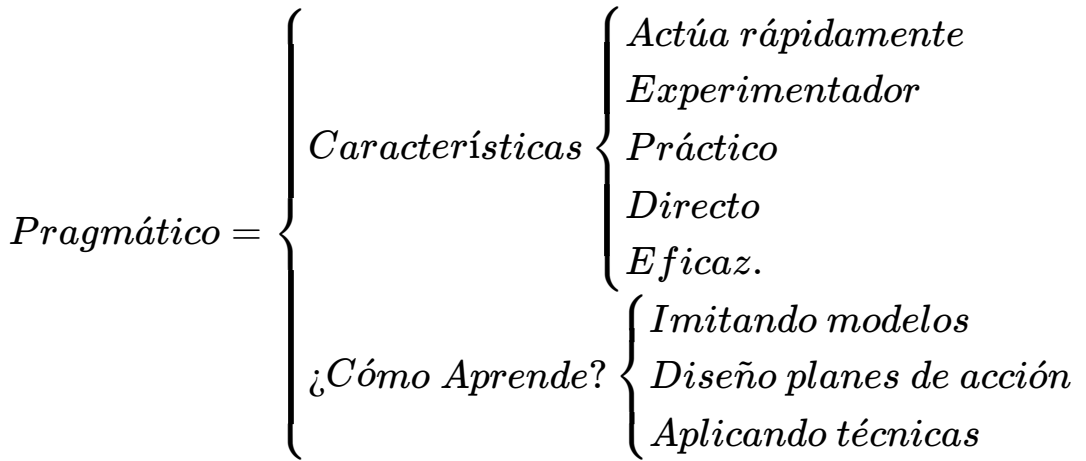 Pragmático =
Características
Actúa rápidamente
Experimentador
Práctico
Directo
Eficaz.
¿Cómo Aprende?
Imitando modelos
Diseño planes de acción
Aplicando técnicas